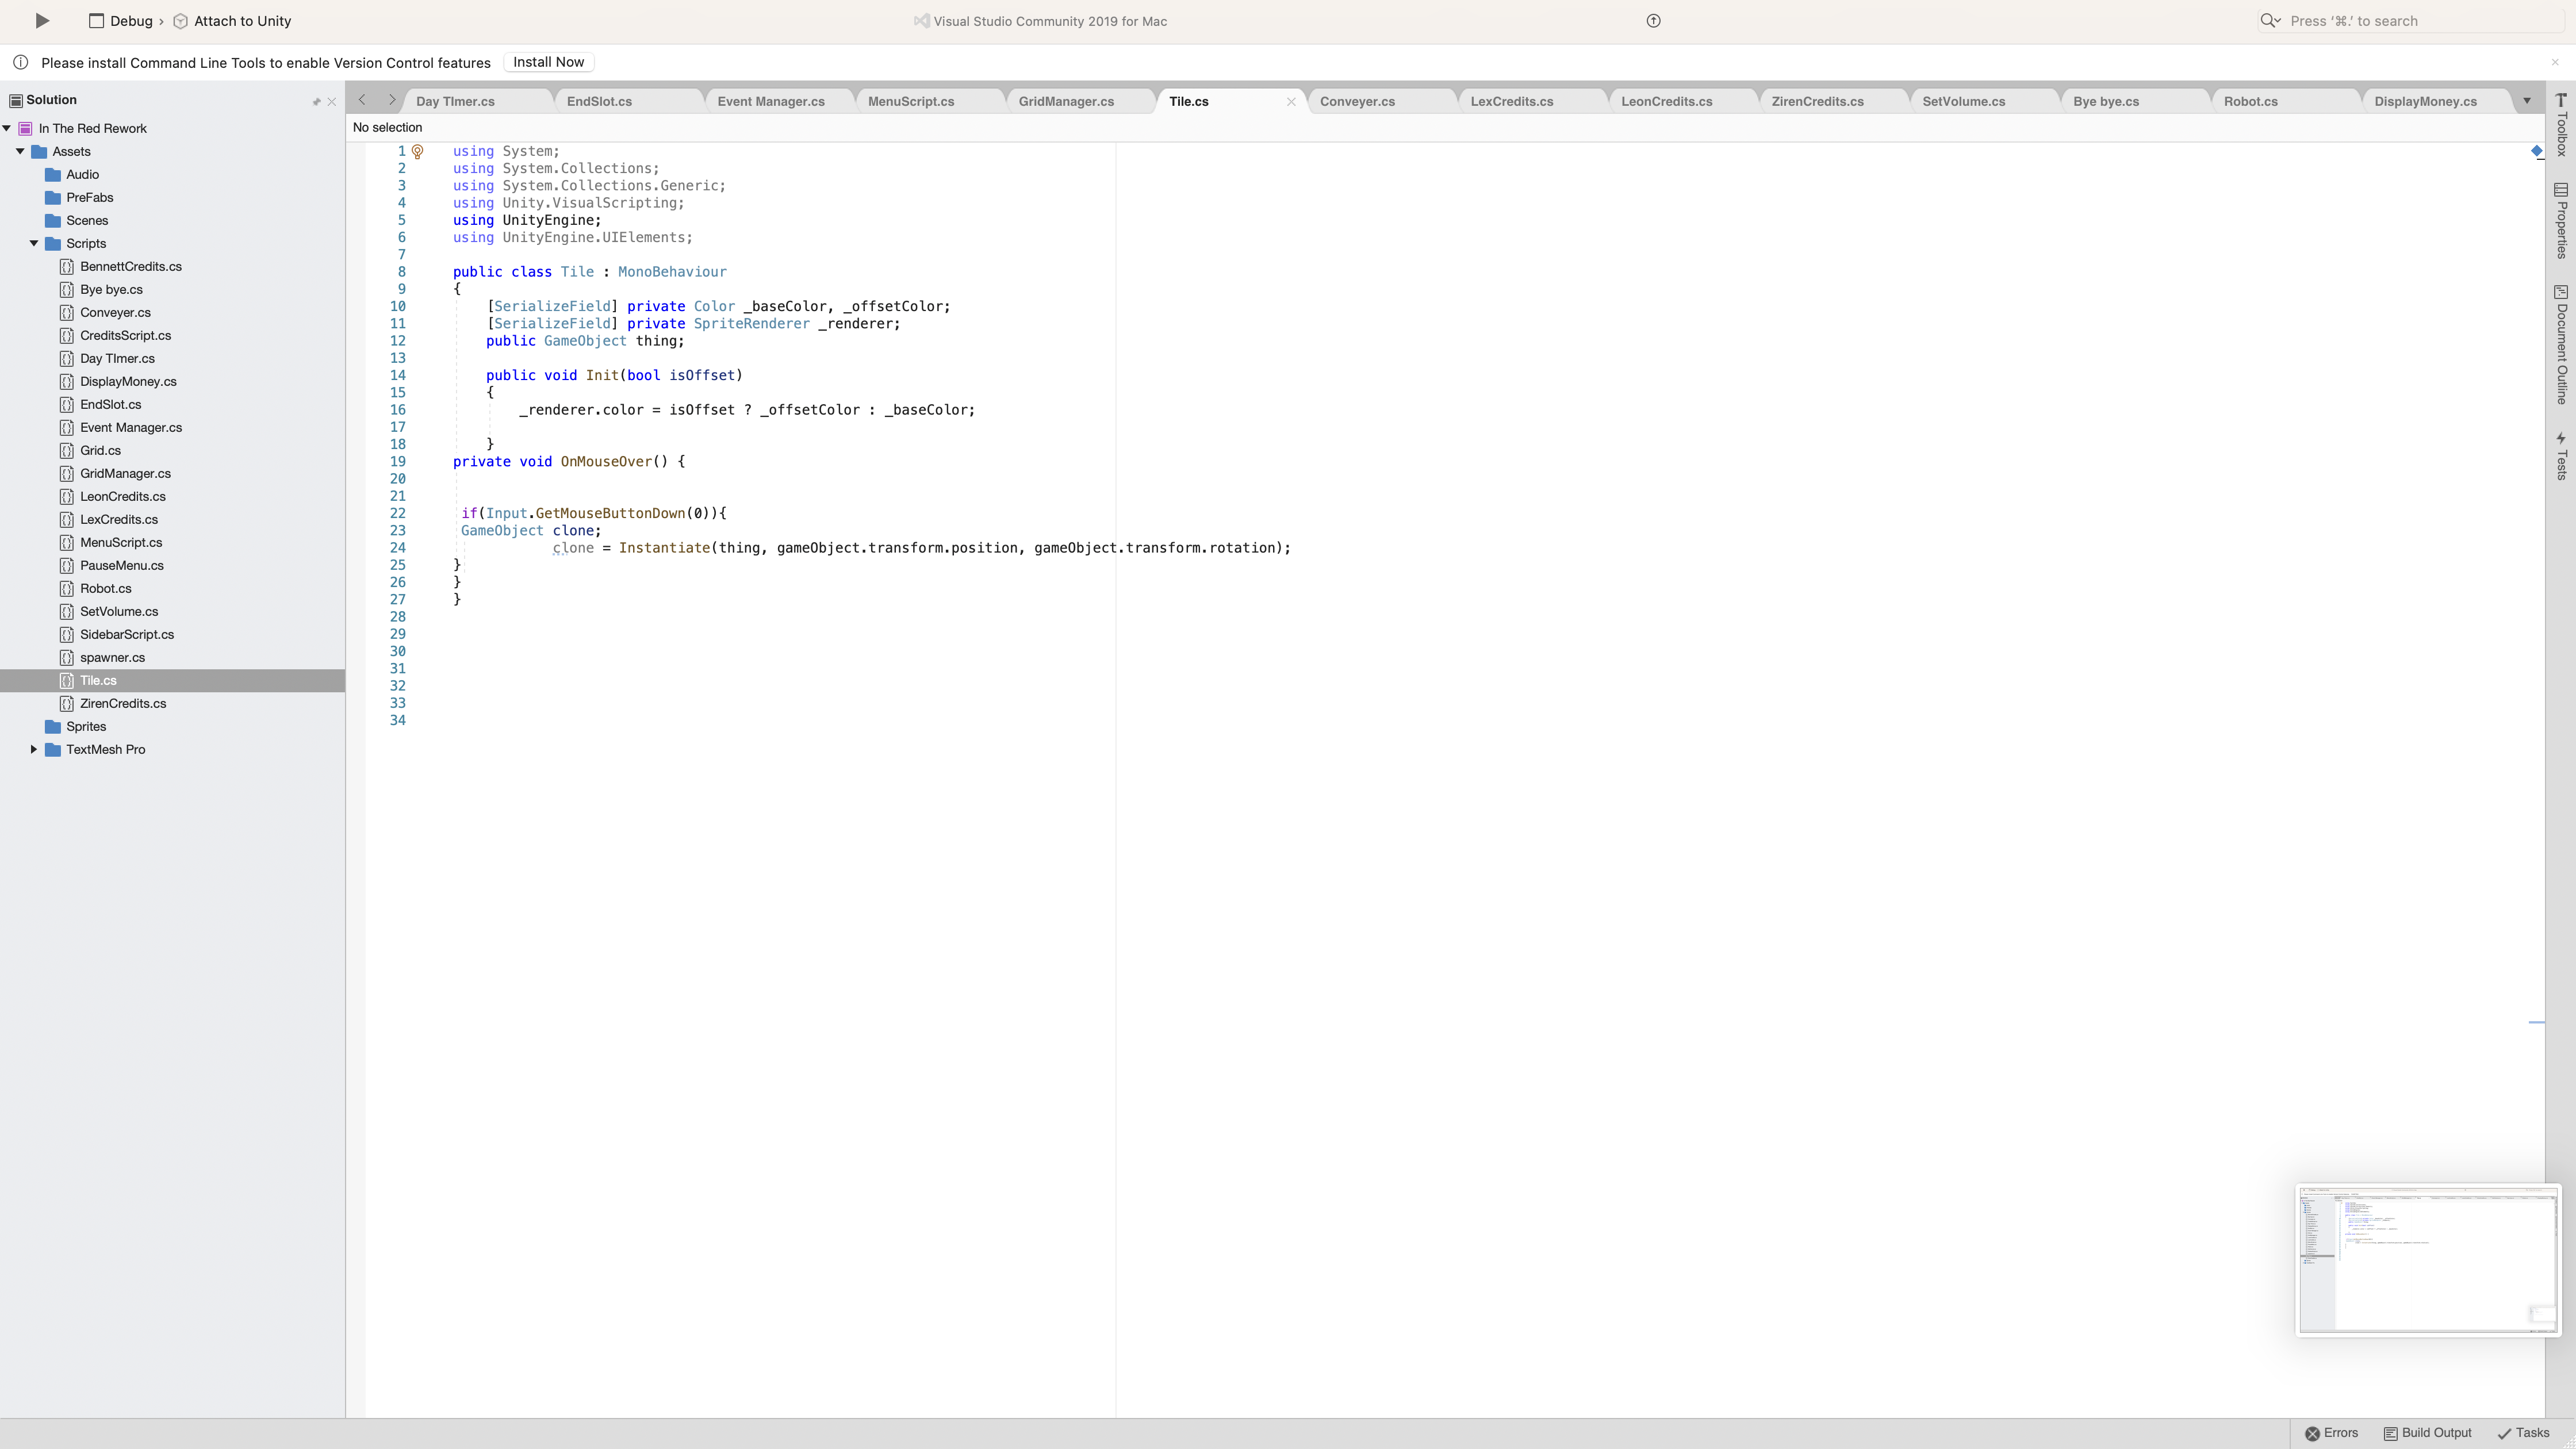 Debug › Attach to Unity
Visual Studio Community 2019 for Mac
Press ‘⌘.’ to search
Please install Command Line Tools to enable Version Control features
Install Now
Solution
Day TImer.cs
EndSlot.cs
Event Manager.cs
MenuScript.cs
GridManager.cs
Tile.cs
Conveyer.cs
LexCredits.cs
LeonCredits.cs
ZirenCredits.cs
SetVolume.cs
Bye bye.cs
Robot.cs
DisplayMoney.cs
No selection
In The Red Rework
Assets
Audio
PreFabs
Scenes
Scripts
BennettCredits.cs
Bye bye.cs
Conveyer.cs
CreditsScript.cs
Day TImer.cs
DisplayMoney.cs
EndSlot.cs
Event Manager.cs
Grid.cs
GridManager.cs
LeonCredits.cs
LexCredits.cs
MenuScript.cs
PauseMenu.cs
Robot.cs
SetVolume.cs
SidebarScript.cs
spawner.cs
Tile.cs
ZirenCredits.cs
Sprites
TextMesh Pro
1 using System;
2 using System.Collections;
3 using System.Collections.Generic;
4 using Unity.VisualScripting;
5 using UnityEngine;
6 using UnityEngine.UIElements;
7
8 public class Tile : MonoBehaviour
9 {
10 [SerializeField] private Color _baseColor, _offsetColor;
11 [SerializeField] private SpriteRenderer _renderer;
12 public GameObject thing;
13
14 public void Init(bool isOffset)
15 {
16 _renderer.color = isOffset ? _offsetColor : _baseColor;
17
18 }
19 private void OnMouseOver() {
20
21
22 if(Input.GetMouseButtonDown(0)){
23 GameObject clone;
24 clone = Instantiate(thing, gameObject.transform.position, gameObject.transform.rotation);
25 }
26 }
27 }
28
29
30
31
32
33
34
Toolbox
Properties
Document Outline
Tests
Errors
Build Output
Tasks